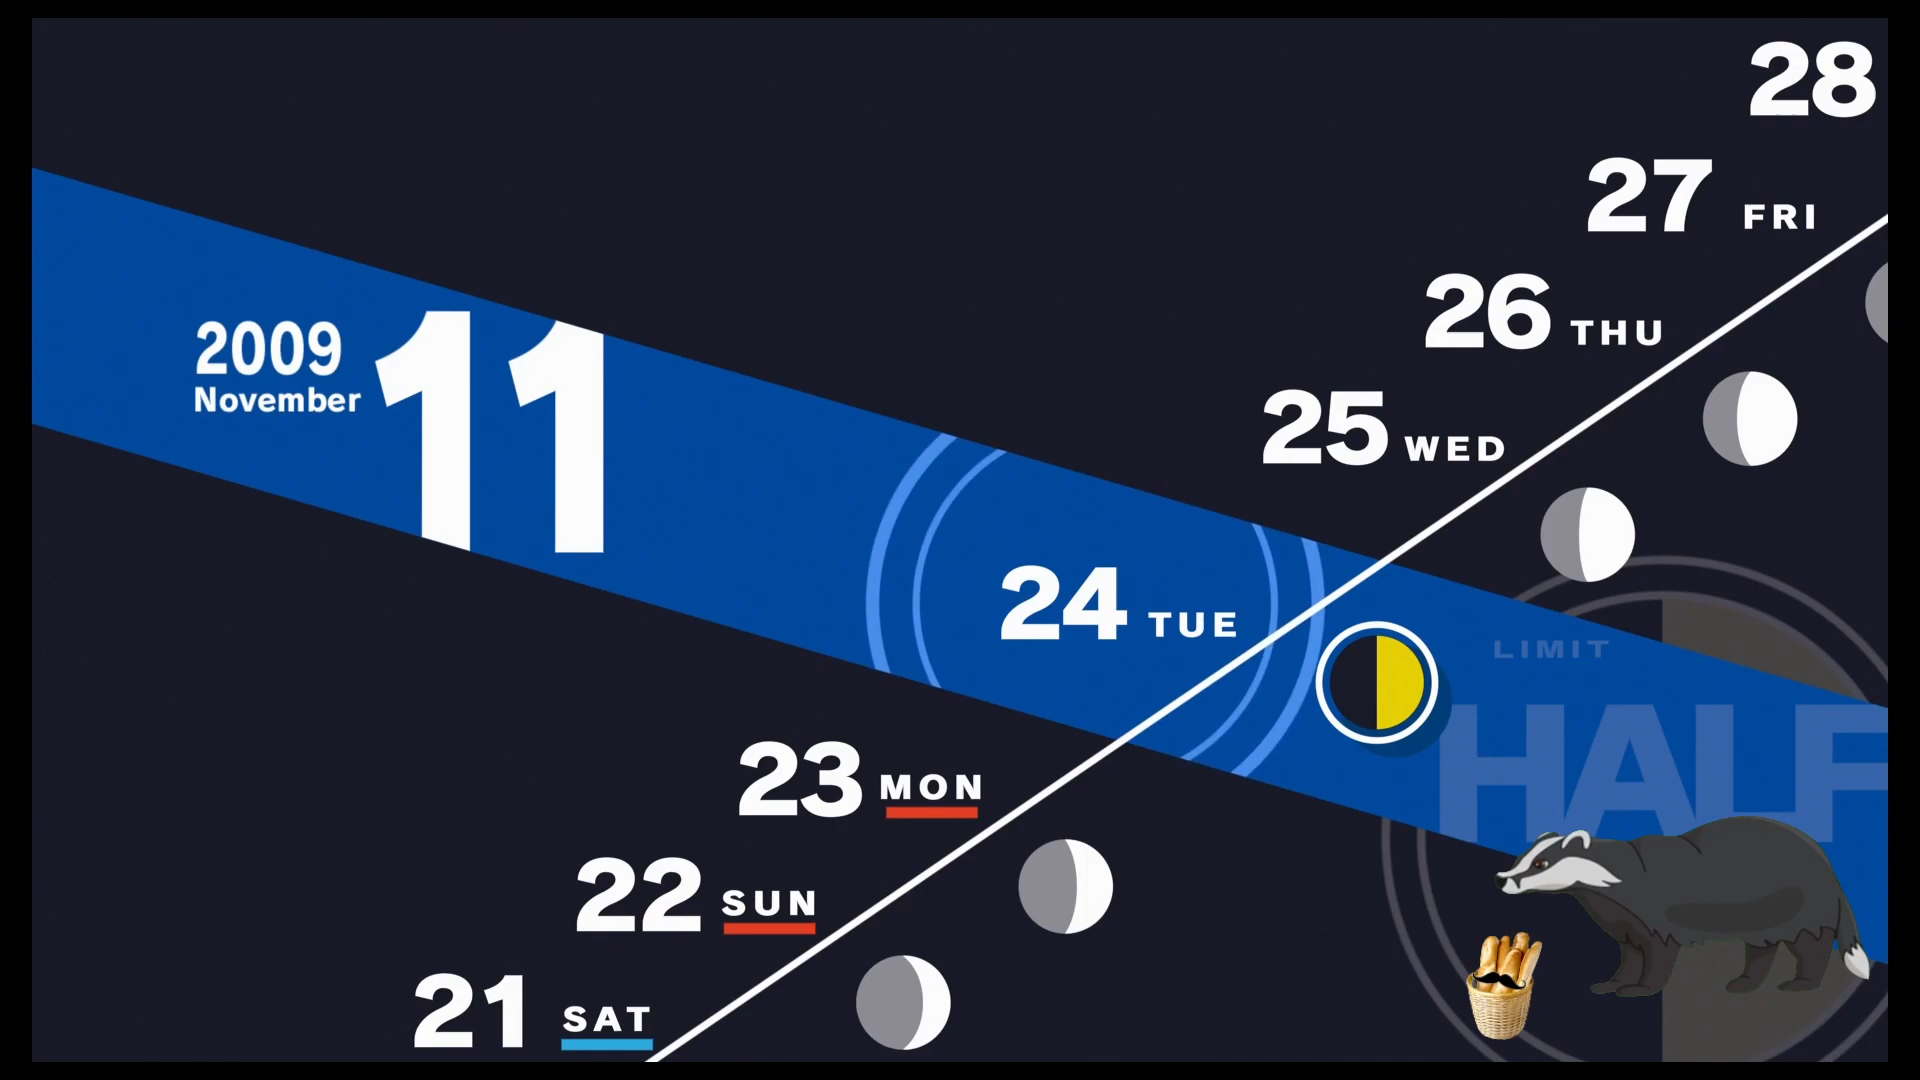 28
27 FRI
26 THU
25 WED
2009
November
11
24 TUE
LIMIT
HALF
23 MON
22 SUN
21 SAT